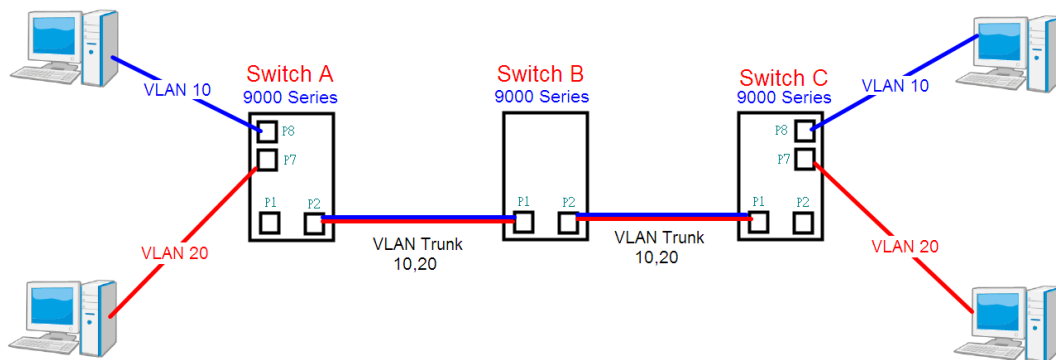 VLAN 10
Switch A
9000 Series
Switch B
9000 Series
Switch C
9000 Series
VLAN 10
P8
P7
P1
P2
P1
P2
P8
P7
P1
P2
VLAN 20
VLAN Trunk
10,20
VLAN Trunk
10,20
VLAN 20